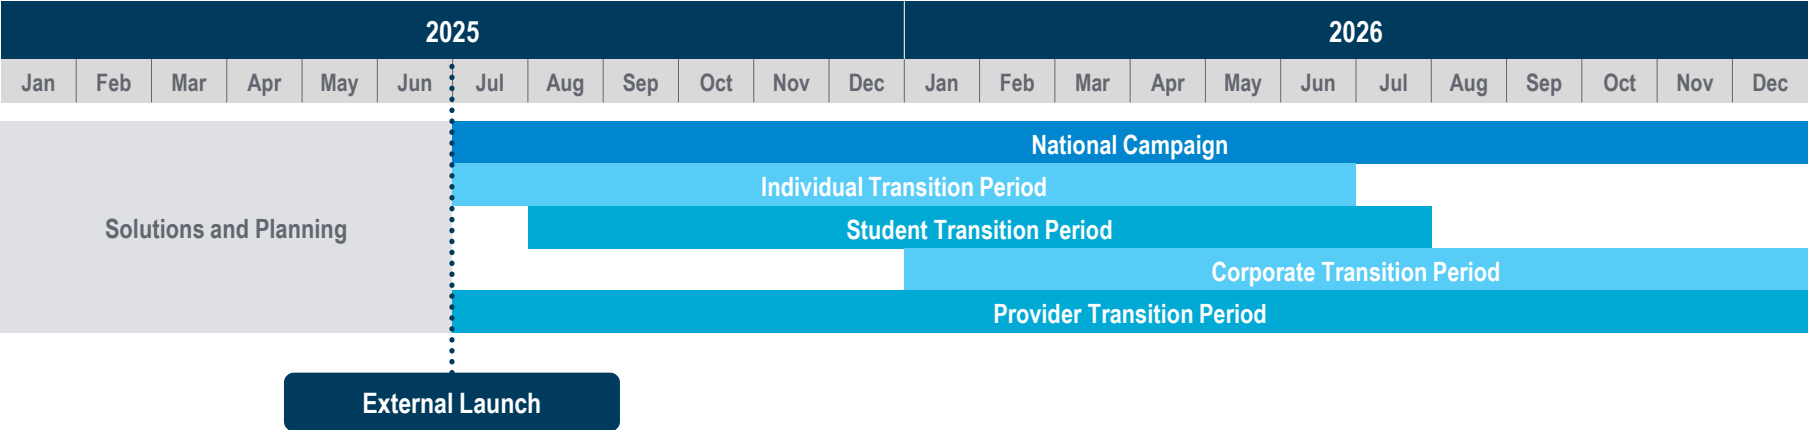 2025 2026
Jan Feb Mar Apr May Jun Jul Aug Sep Oct Nov Dec Jan Feb Mar Apr May Jun Jul Aug Sep Oct Nov Dec
National Campaign
Individual Transition Period
Solutions and Planning
Student Transition Period
Corporate Transition Period
Provider Transition Period
External Launch